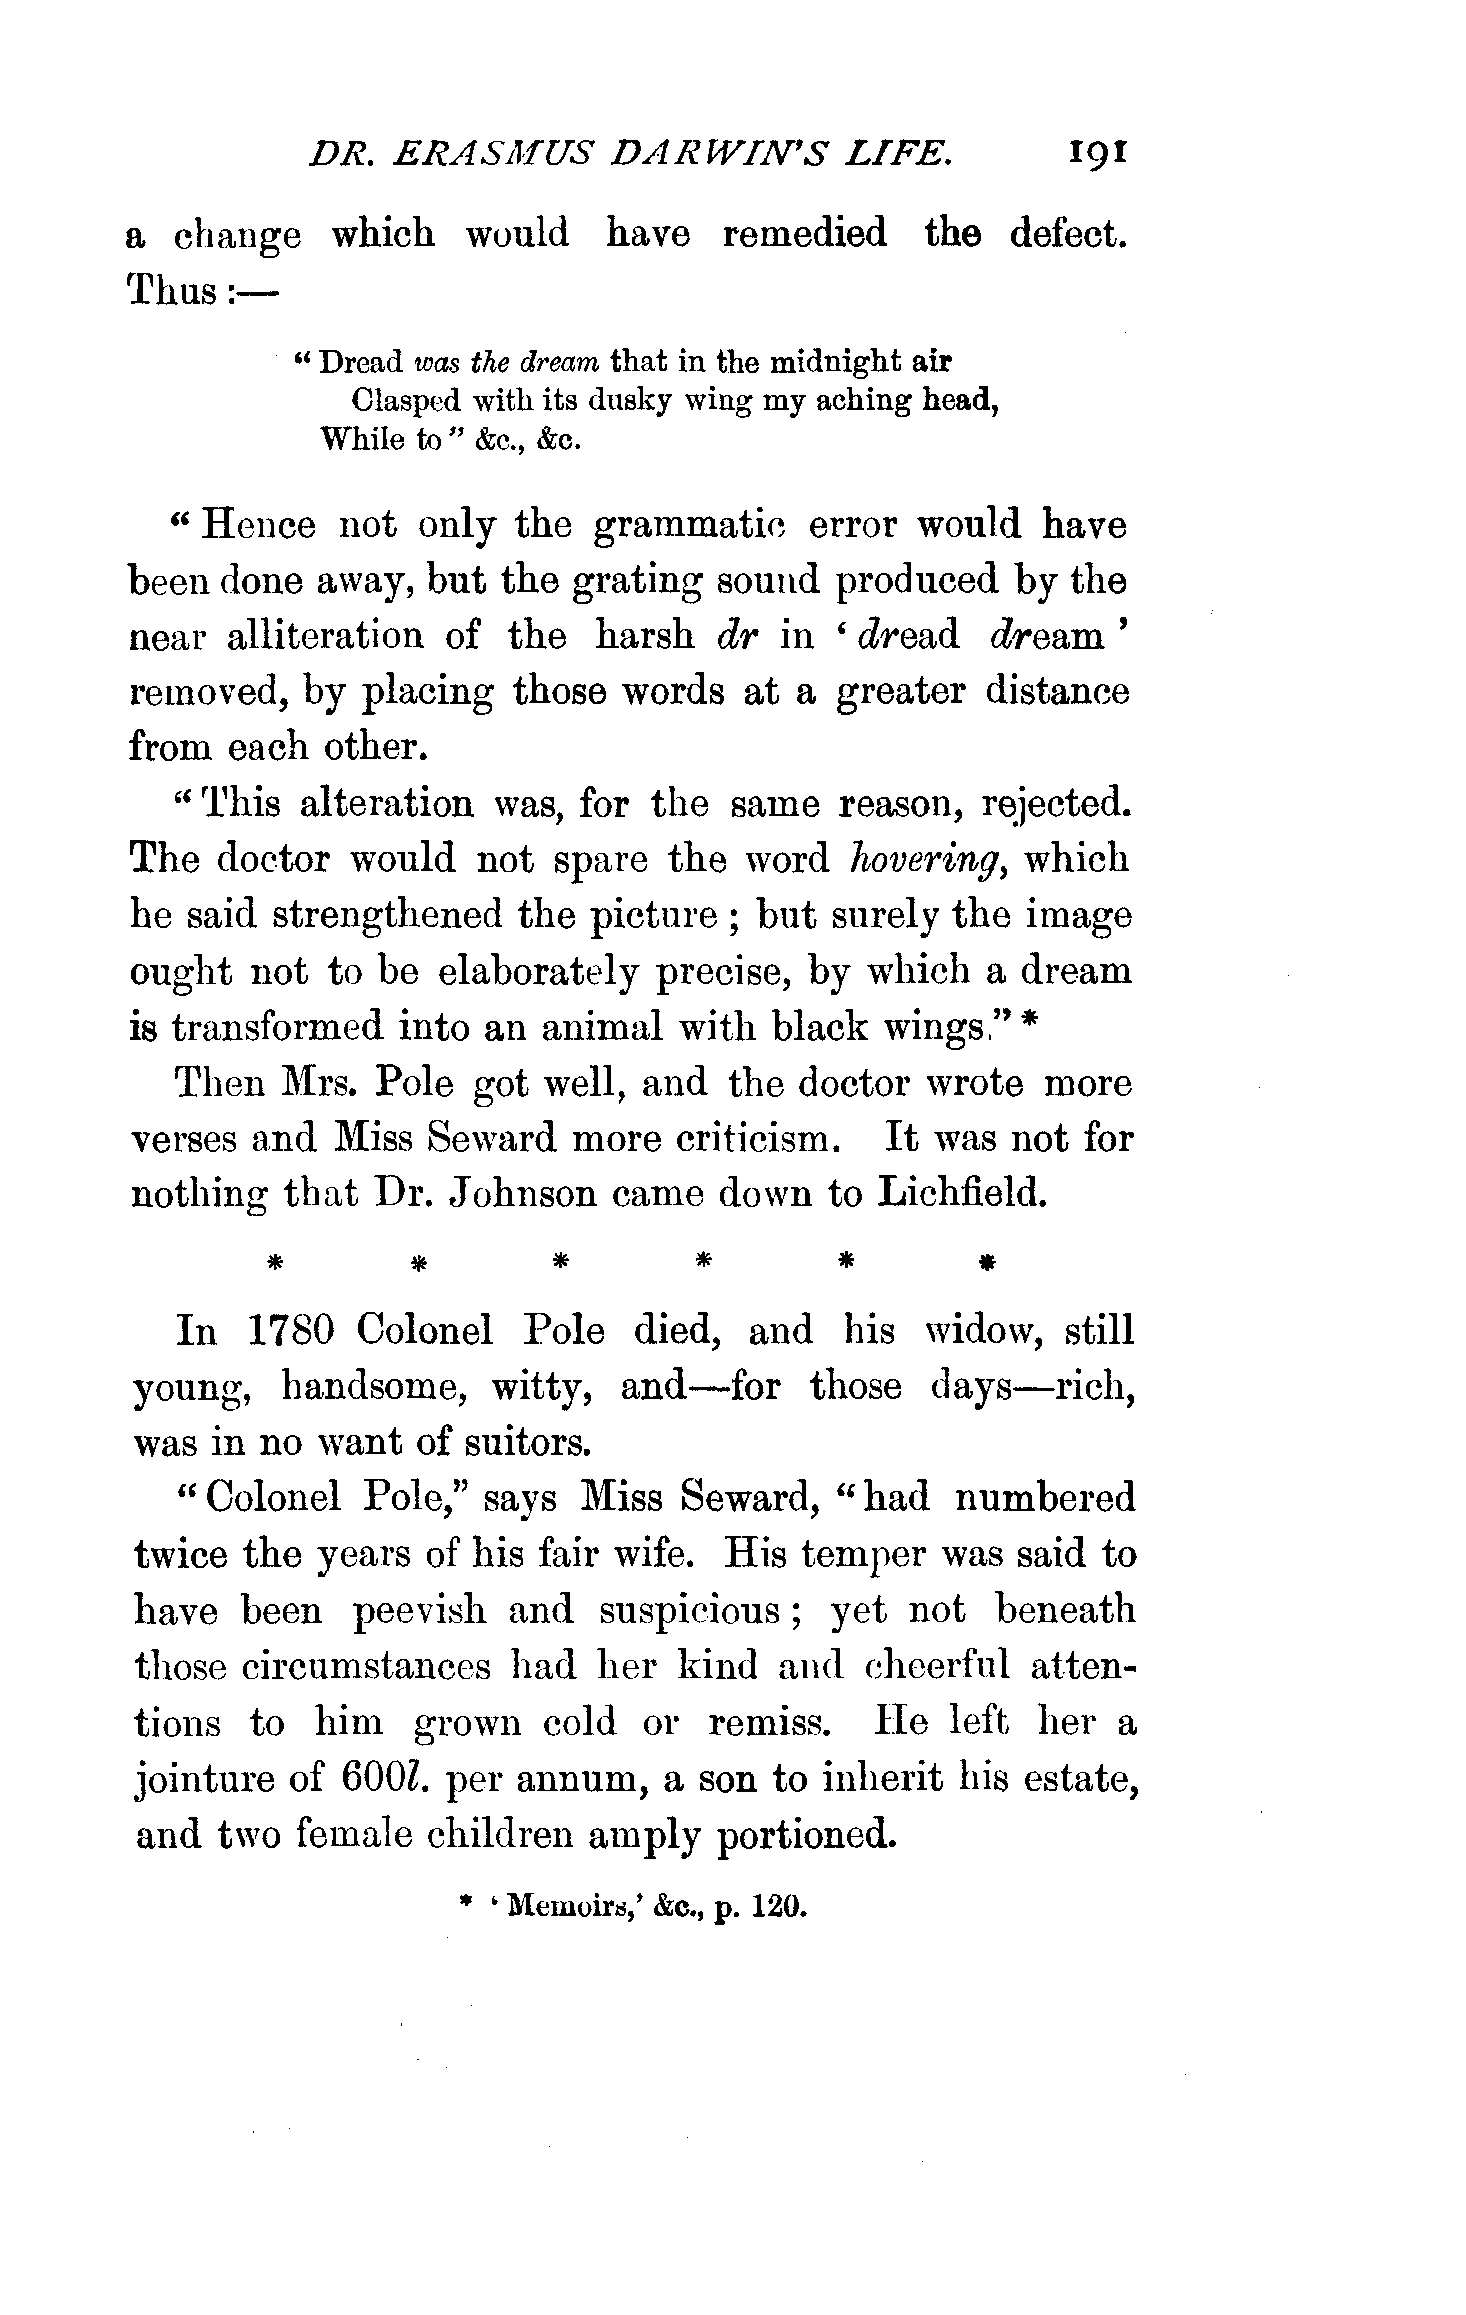 DR. ERASMUS DARWIN'S LIFE. 191
a change which would have remedied the defect.
Thus :—
“ Dread was the dream that in the midnight air
Clasped with its dusky wing my aching head,
While to ” &c., &c.
“ Hence not only the grammatic error would have
been done away, but the grating sound produced by the
near alliteration of the harsh dr in ‘ dread dream ’
removed, by placing those words at a greater distance
from each other.
“ This alteration was, for the same reason, rejected.
The doctor would not spare the word hovering, which
he said strengthened the picture ; but surely the image
ought not to be elaborately precise, by which a dream
is transformed into an animal with black wings.” *
Then Mrs. Pole got well, and the doctor wrote more
verses and Miss Seward more criticism. It was not for
nothing that Dr. Johnson came down to Lichfield.
* * * * * *
In 1780 Colonel Pole died, and his widow, still
young, handsome, witty, and—for those days—rich,
was in no want of suitors.
“ Colonel Pole,” says Miss Seward, “ had numbered
twice the years of his fair wife. His temper was said to
have been peevish and suspicious ; yet not beneath
those circumstances had her kind and cheerful atten-
tions to him grown cold or remiss. He left her a
jointure of 600l. per annum, a son to inherit his estate,
and two female children amply portioned.
* ‘ Memoirs,’ &c., p. 120.